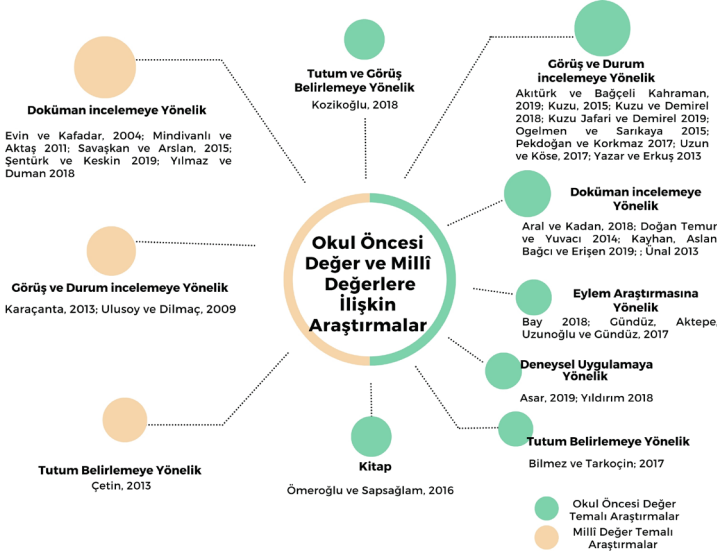 Doküman incelemeye Yönelik
Evin ve Kafadar, 2004; Mindivanlı ve
Aktaş 2011; Savaşkan ve Arslan, 2015;
Şentürk ve Keskin 2019; Yılmaz ve
Duman 2018
Görüş ve Durum incelemeye Yönelik
Karaçanta, 2013; Ulusoy ve Dilmaç, 2009
Tutum Belirlemeye Yönelik
Çetin, 2013
Tutum ve Görüş
Belirlemeye Yönelik
Kozikoğlu, 2018
Okul Öncesi
Değer ve Millî
Değerlere
İlişkin
Araştırmalar
Kitap
Ömeroğlu ve Sapsağlam, 2016
Görüş ve Durum
incelemeye Yönelik
Akıtürk ve Bağçeli Kahraman,
2019; Kuzu, 2015; Kuzu ve Demirel
2018; Kuzu Jafari ve Demirel 2019;
Ogelmen ve Sarıkaya 2015;
Pekdoğan ve Korkmaz 2017; Uzun
ve Köse, 2017; Yazar ve Erkuş 2013
Doküman incelemeye
Yönelik
Aral ve Kadan, 2018; Doğan Temur
ve Yuvacı 2014; Kayhan, Aslan
Bağcı ve Erişen 2019; ; Ünal 2013
Eylem Araştırmasına
Yönelik
Bay 2018; Gündüz, Aktepe,
Uzunoğlu ve Gündüz, 2017
Deneysel Uygulamaya
Yönelik
Asar, 2019; Yıldırım 2018
Tutum Belirlemeye Yönelik
Bilmez ve Tarkoçin; 2017
Okul Öncesi Değer
Temalı Araştırmalar
Millî Değer Temalı
Araştırmalar